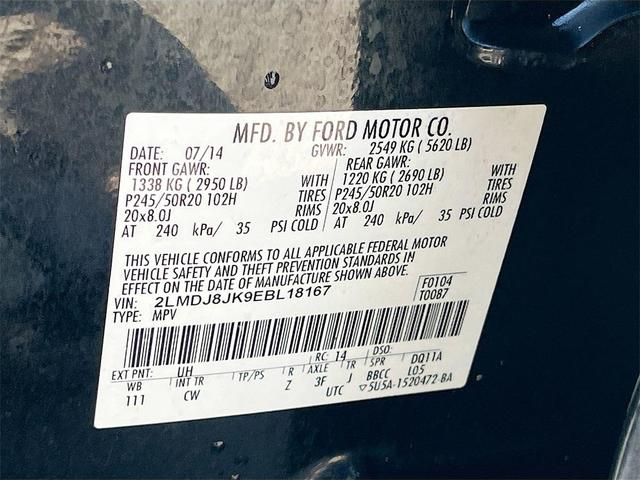 MFD. BY FORD MOTOR CO.
DATE: 07/14 GVWR: 2549 KG ( 5620 LB)
FRONT GAWR: REAR GAWR:
1338 KG ( 2950 LB) WITH 1220 KG ( 2690 LB) WITH
P245/50R20 102H TIRES P245/50R20 102H TIRES
20x8.0J RIMS 20x8.0J RIMS
AT 240 kPa/ 35 PSI COLD AT 240 kPa/ 35 PSI COLD
THIS VEHICLE CONFORMS TO ALL APPLICABLE FEDERAL MOTOR
VEHICLE SAFETY AND THEFT PREVENTION STANDARDS IN
EFFECT ON THE DATE OF MANUFACTURE SHOWN ABOVE.
VIN: 2LMDJ8JK9EBL18167 F0104
TYPE: MPV T0087
EXT PNT: UH RC: 14 DSO:
WB INT TR TP/PS R AXLE TR SPR DQ11A
111 CW Z 3F J BBCC L05
UTC ▽5U5A-1520472-BA